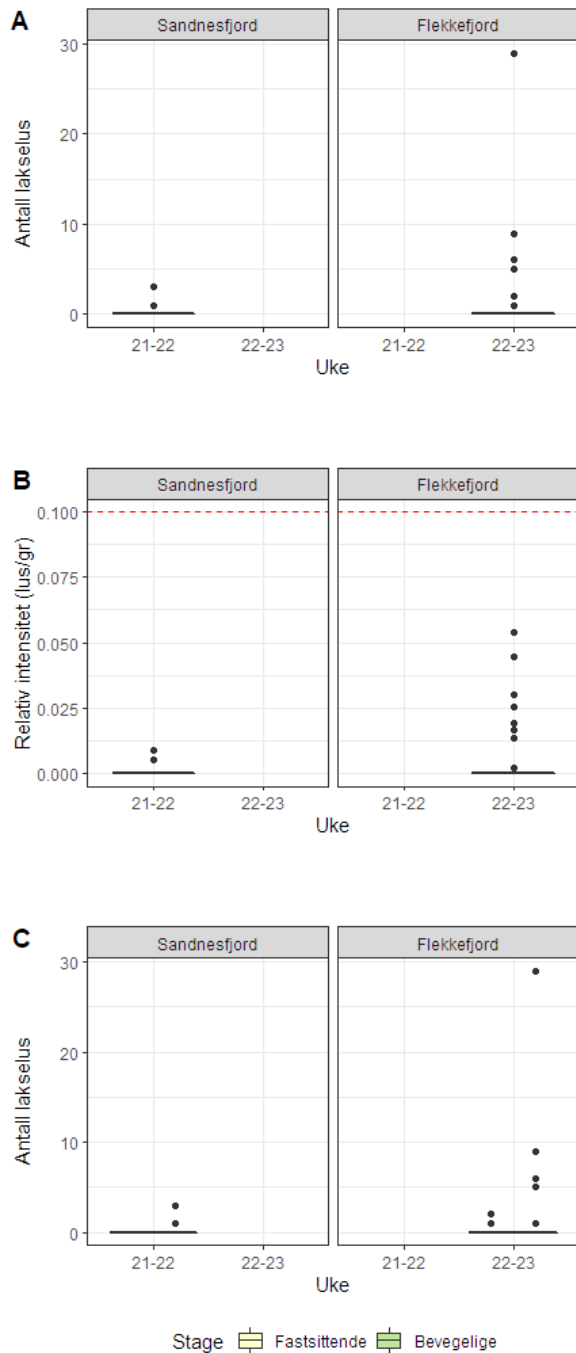 A
Sandnesfjord Flekkefjord
30
20
10
0
Antall lakselus
21-22 22-23 21-22 22-23
Uke
B
Sandnesfjord Flekkefjord
0.100
0.075
0.050
0.025
0.000
Relativ intensitet (lus/gr)
21-22 22-23 21-22 22-23
Uke
C
Sandnesfjord Flekkefjord
30
20
10
0
Antall lakselus
21-22 22-23 21-22 22-23
Uke
Stage Fastsittende Bevegelige